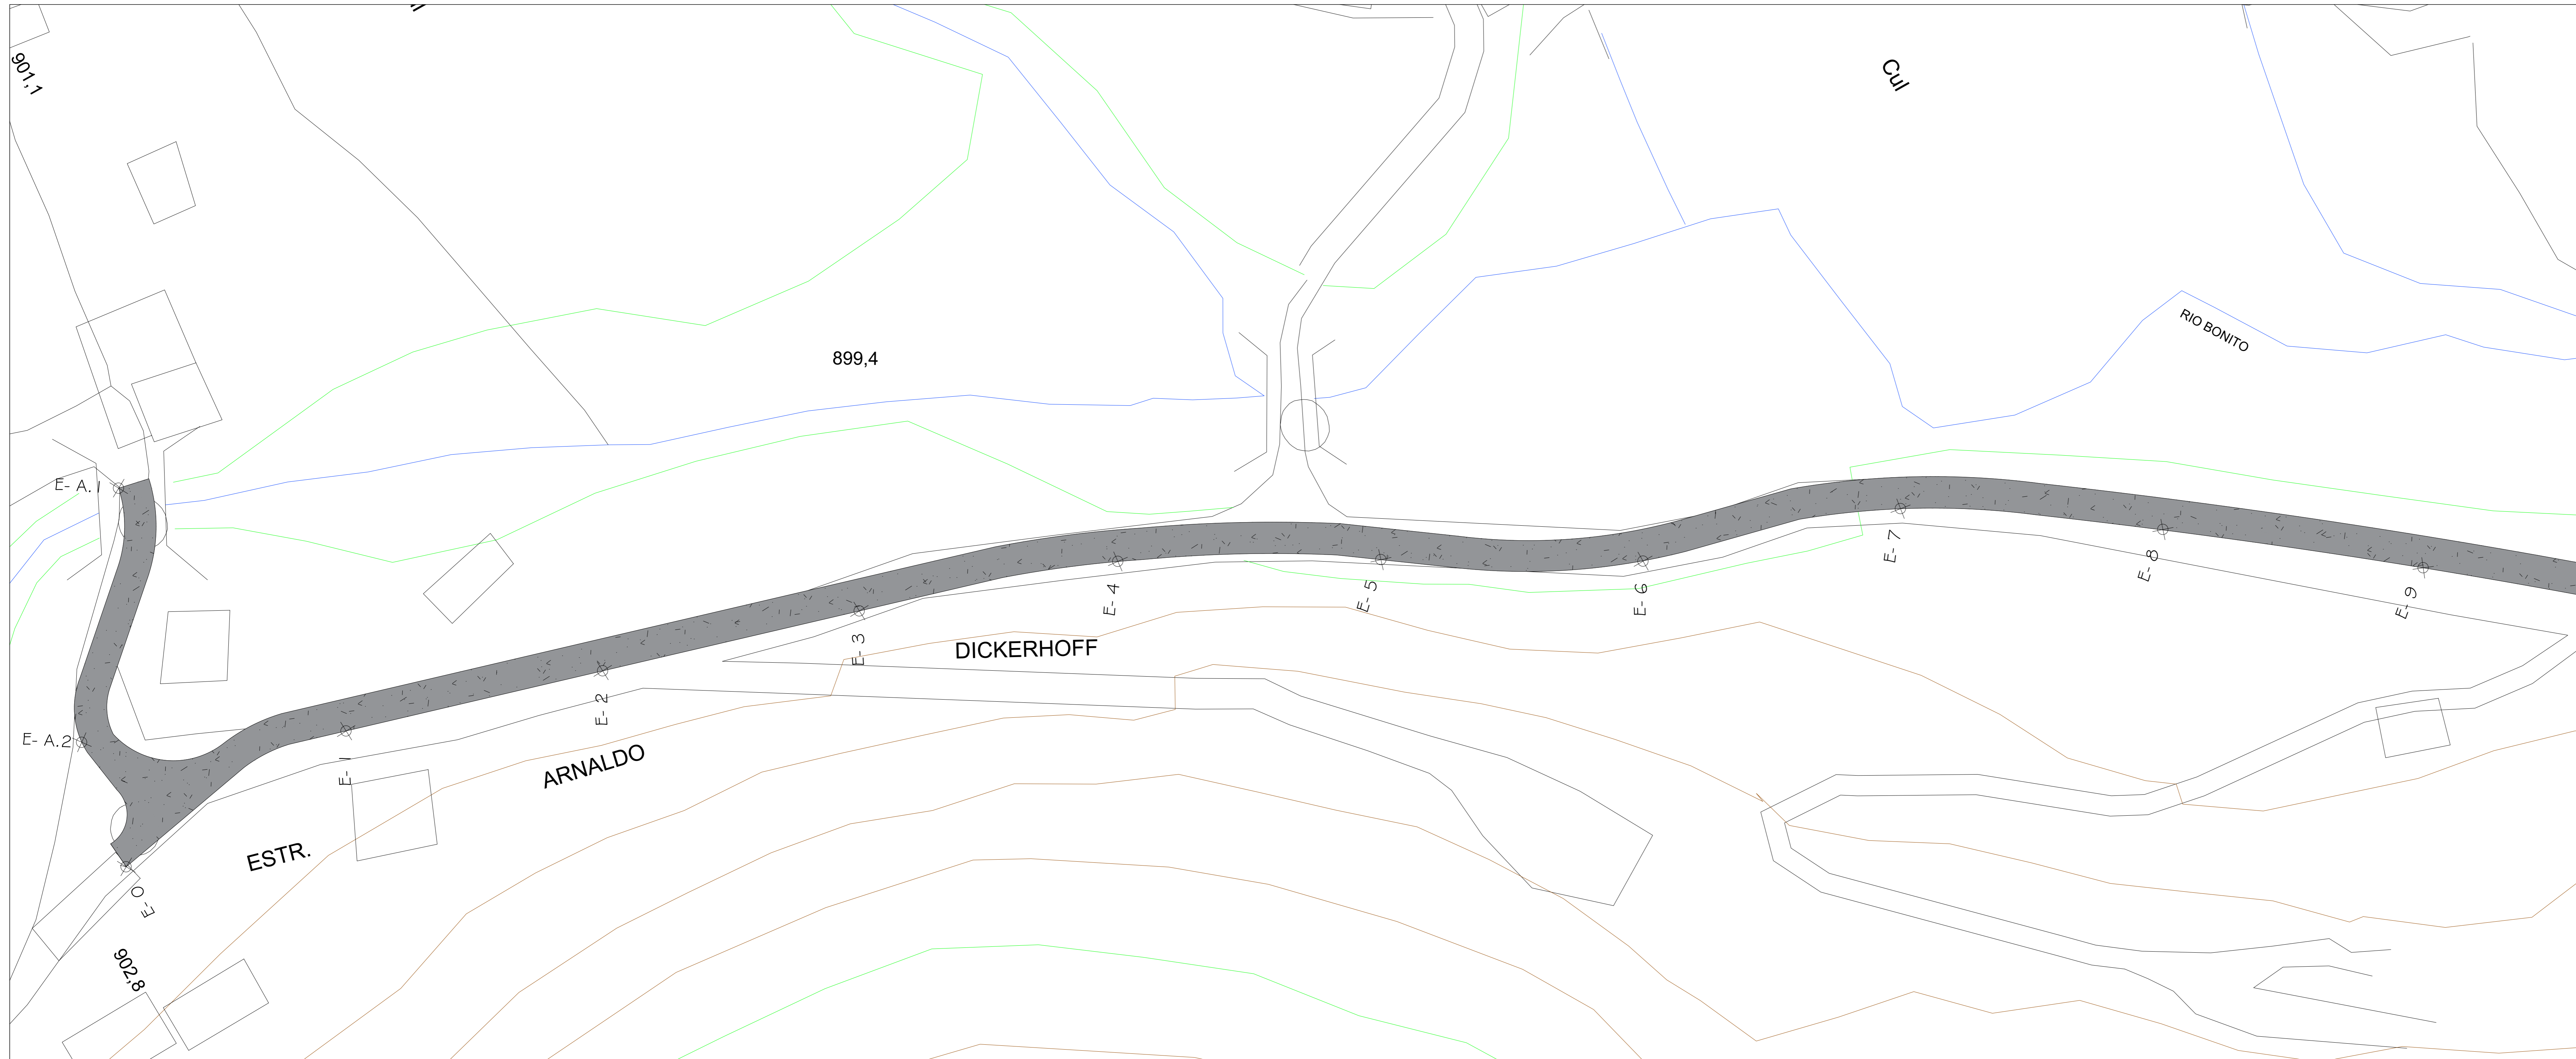 901,1
Cul
RIO BONITO
899,4
E- A.1
E-7
E-8
E-9
E-4
E-5
E-6
E-3
DICKERHOFF
E-2
E- A.2
E-1
ARNALDO
ESTR.
E-0
902,8